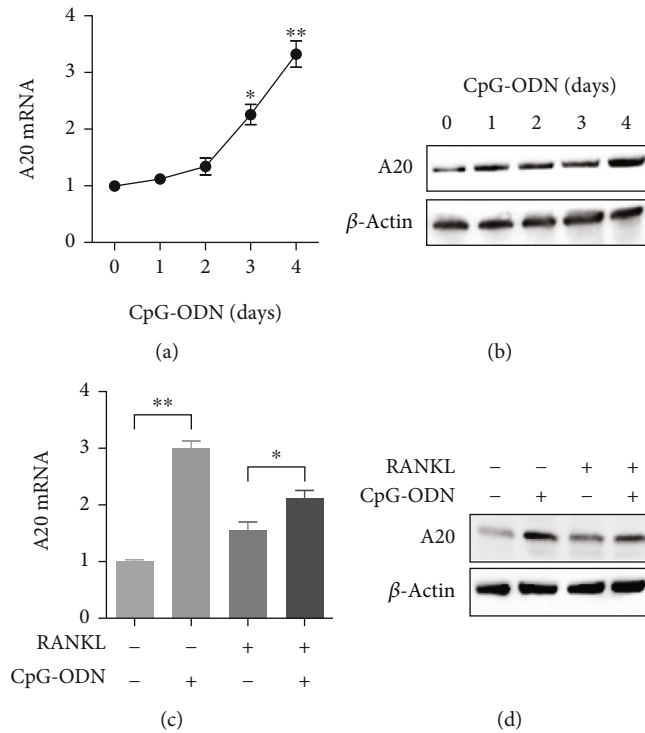 4
3
2
1
0
A20 mRNA
*
**
0 1 2 3 4
CpG-ODN (days)
(a)
CpG-ODN (days)
0 1 2 3 4
A20
β-Actin
(b)
4
3
2
1
0
A20 mRNA
**
*
RANKL – – + +
CpG-ODN – + – +
(c)
RANKL – – + +
CpG-ODN – + – +
A20
β-Actin
(d)